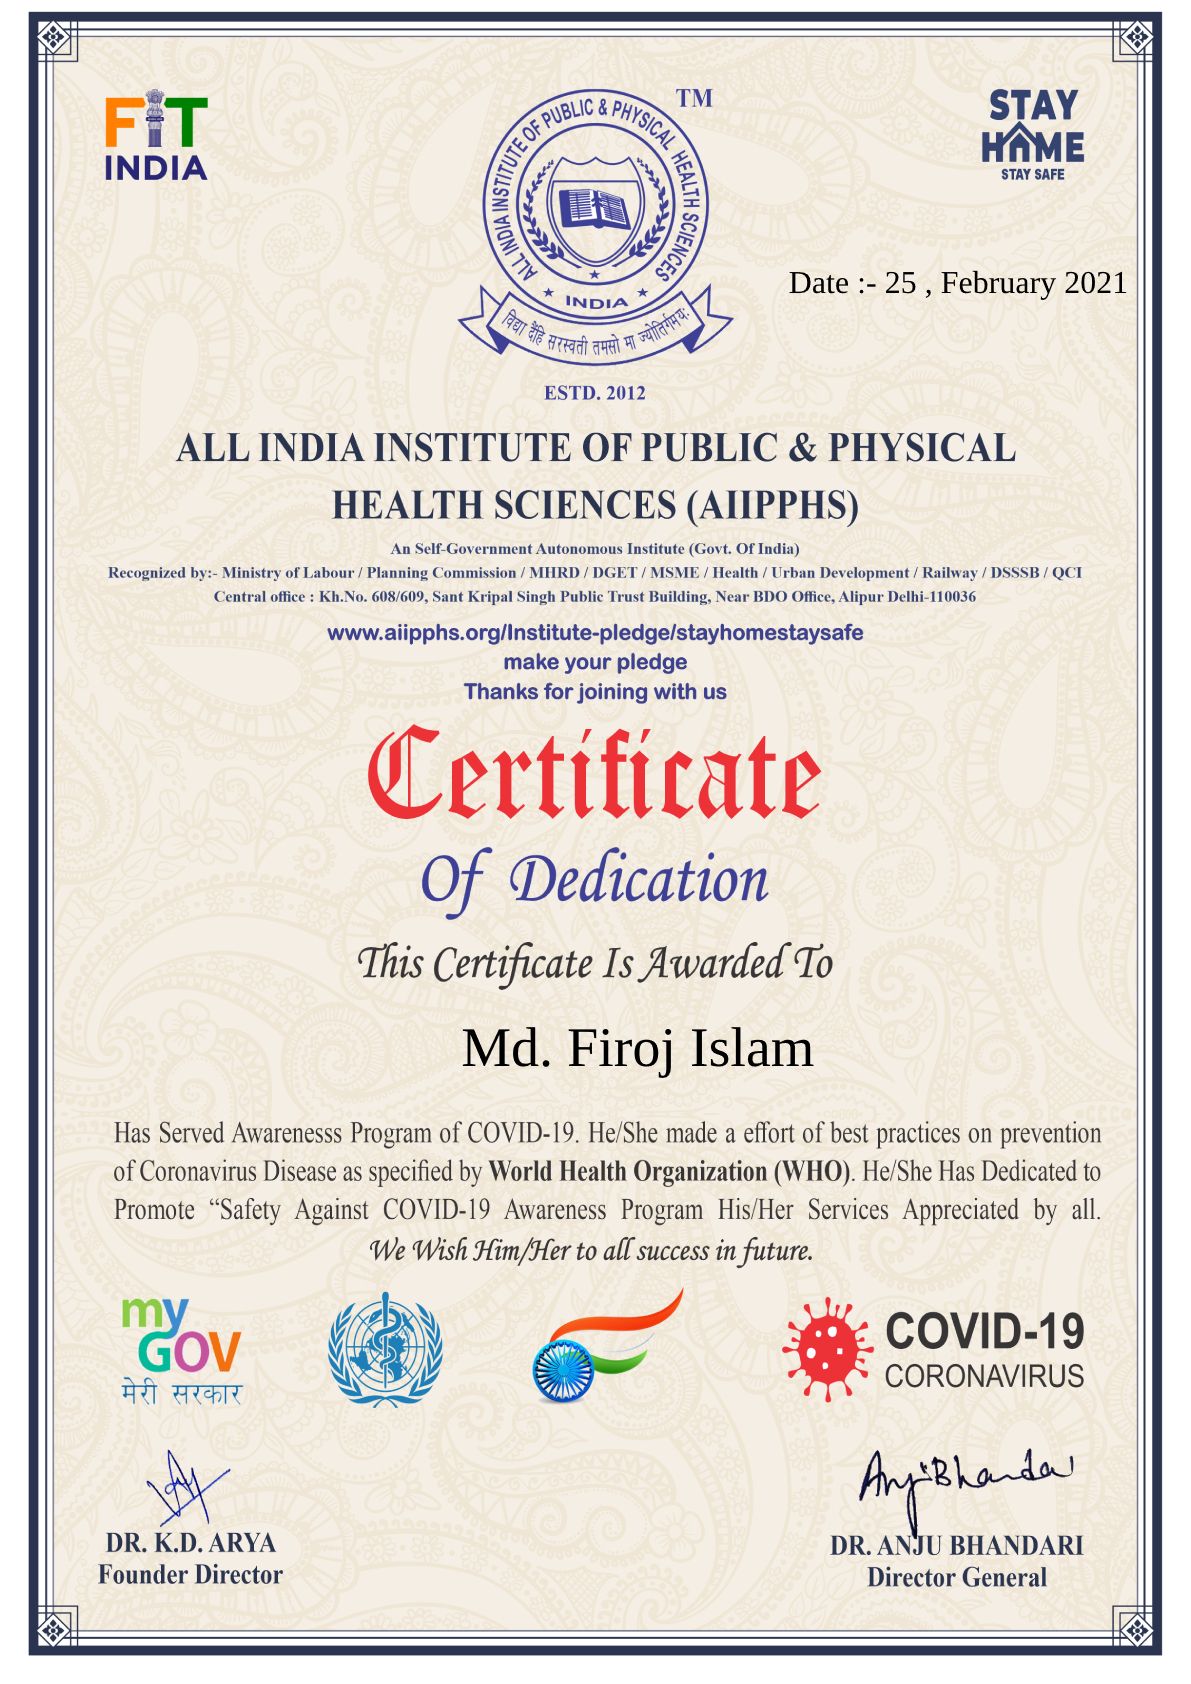 FIT
INDIA
ALL INDIA INSTITUTE OF PUBLIC & PHYSICAL HEALTH SCIENCES
TM
★ INDIA ★
विद्या दैंहि सरस्वती तमसो मा ज्योतिर्गमय:
STAY
HOME
STAY SAFE
Date :- 25 , February 2021
ESTD. 2012
ALL INDIA INSTITUTE OF PUBLIC & PHYSICAL
HEALTH SCIENCES (AIIPPHS)
An Self-Government Autonomous Institute (Govt. Of India)
Recognized by:- Ministry of Labour / Planning Commission / MHRD / DGET / MSME / Health / Urban Development / Railway / DSSSB / QCI
Central office : Kh.No. 608/609, Sant Kripal Singh Public Trust Building, Near BDO Office, Alipur Delhi-110036
www.aiipphs.org/Institute-pledge/stayhomestaysafe
make your pledge
Thanks for joining with us
Certificate
Of Dedication
This Certificate Is Awarded To
Md. Firoj Islam
Has Served Awarenesss Program of COVID-19. He/She made a effort of best practices on prevention
of Coronavirus Disease as specified by World Health Organization (WHO). He/She Has Dedicated to
Promote “Safety Against COVID-19 Awareness Program His/Her Services Appreciated by all.
We Wish Him/Her to all success in future.
my
GOV
मेरी सरकार
COVID-19
CORONAVIRUS
Anju Bhandari
DR. K.D. ARYA
Founder Director
DR. ANJU BHANDARI
Director General